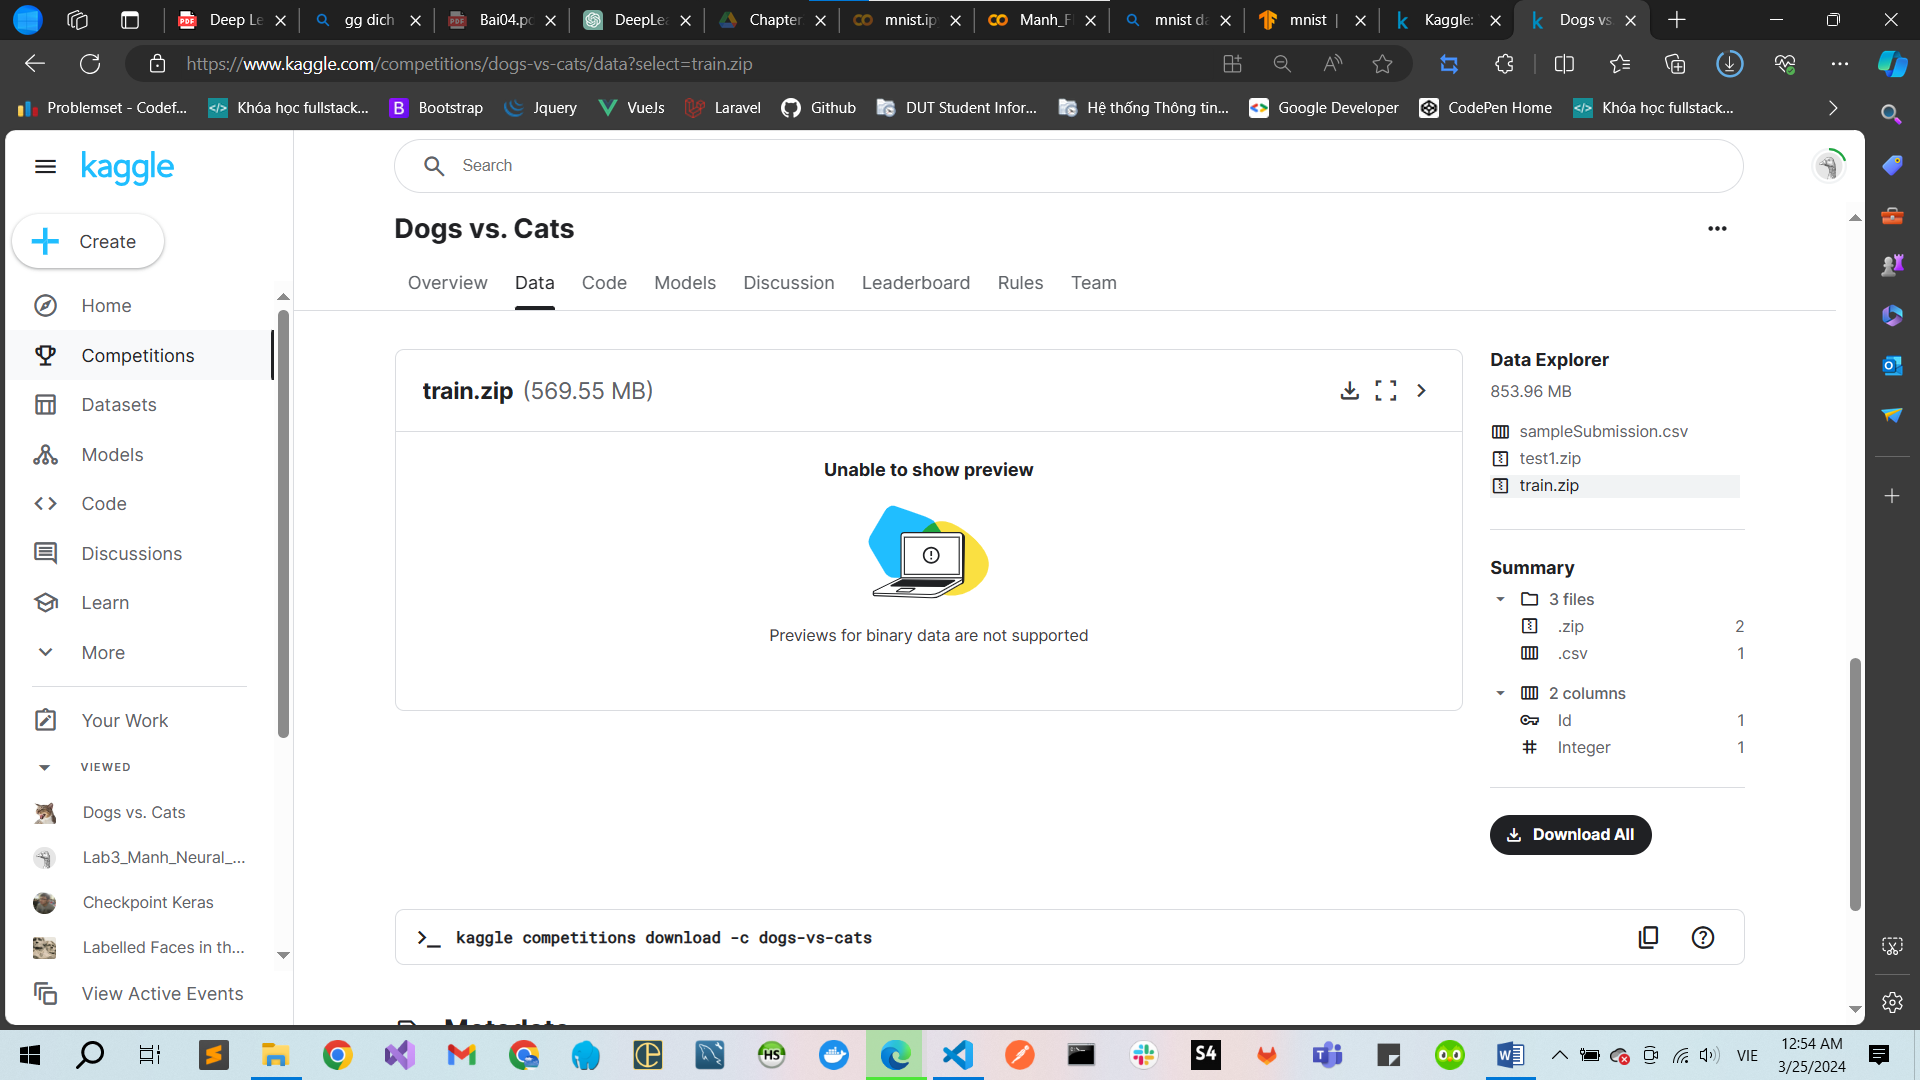 Deep Le
gg dich
Bai04.pd
DeepLea
Chapter
mnist.ip
Manh_Fl
mnist da
mnist |
Kaggle:
Dogs vs.
https://www.kaggle.com/competitions/dogs-vs-cats/data?select=train.zip
Problemset - Codef...
Khóa học fullstack...
Bootstrap
Jquery
VueJs
Laravel
Github
DUT Student Infor...
Hệ thống Thông tin...
Google Developer
CodePen Home
Khóa học fullstack...
kaggle
Search
Create
Home
Competitions
Datasets
Models
Code
Discussions
Learn
More
Your Work
VIEWED
Dogs vs. Cats
Lab3_Manh_Neural_...
Checkpoint Keras
Labelled Faces in th...
View Active Events
Dogs vs. Cats
Overview
Data
Code
Models
Discussion
Leaderboard
Rules
Team
train.zip (569.55 MB)
Unable to show preview
Previews for binary data are not supported
Data Explorer
853.96 MB
sampleSubmission.csv
test1.zip
train.zip
Summary
3 files
.zip 2
.csv 1
2 columns
Id 1
Integer 1
Download All
kaggle competitions download -c dogs-vs-cats
Metadata
VIE
12:54 AM
3/25/2024